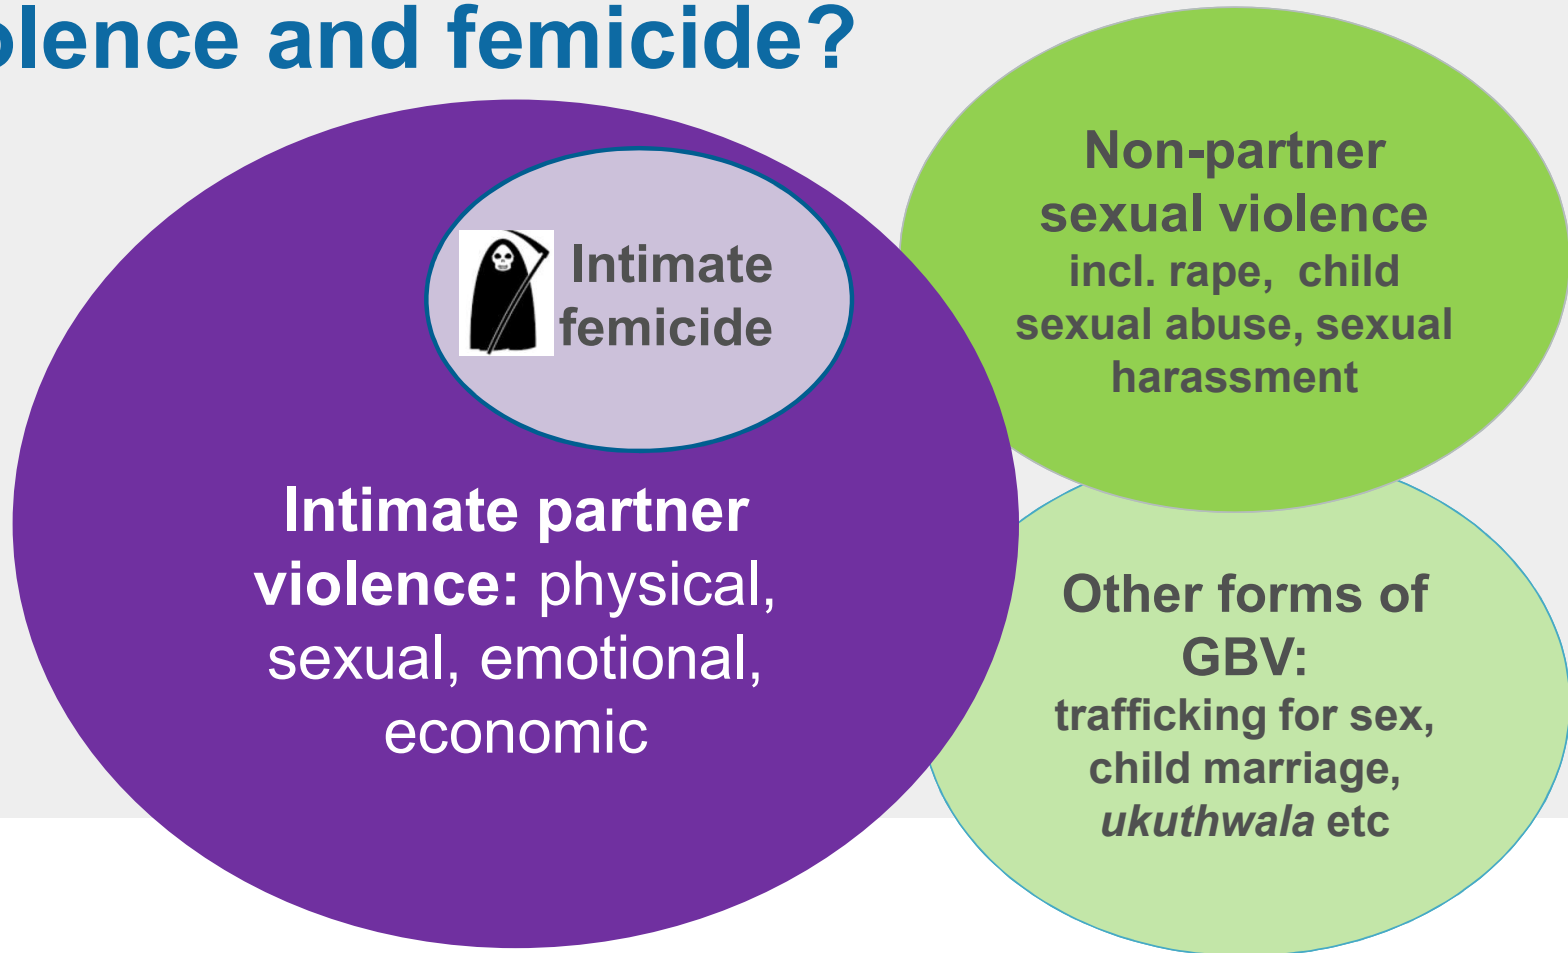 olence and femicide?
Intimate
femicide
Intimate partner
violence: physical,
sexual, emotional,
economic
Non-partner
sexual violence
incl. rape, child
sexual abuse, sexual
harassment
Other forms of
GBV:
trafficking for sex,
child marriage,
ukuthwala etc